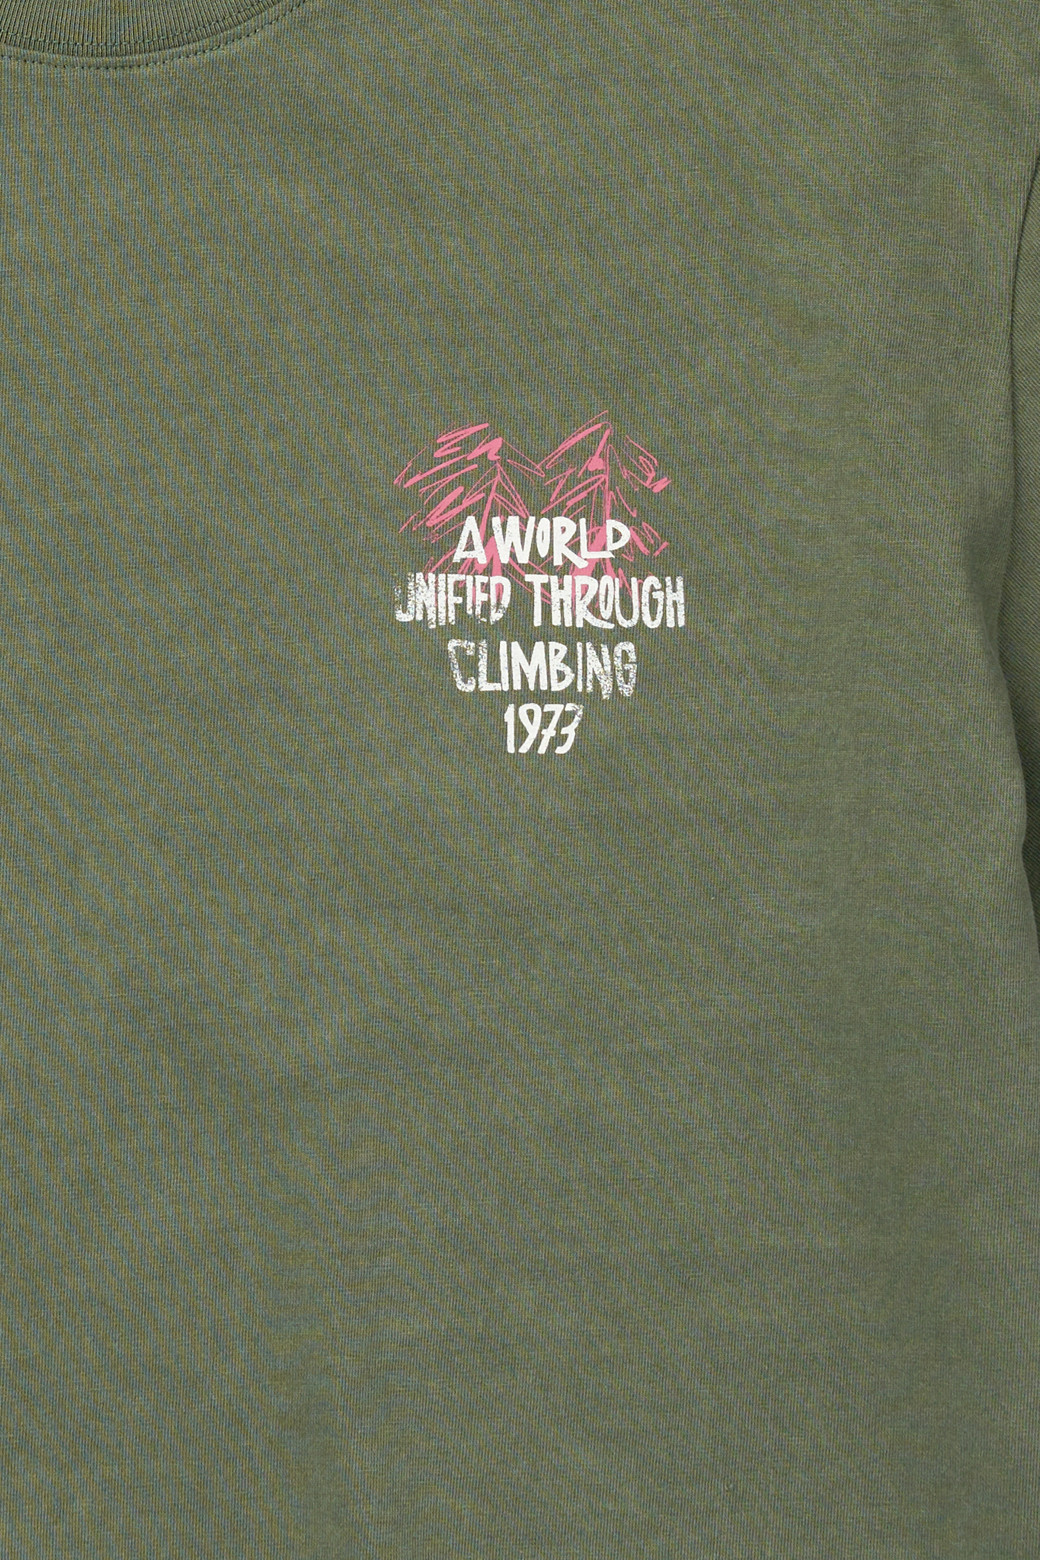 A WORLD
UNIFIED THROUGH
CLIMBING
1973